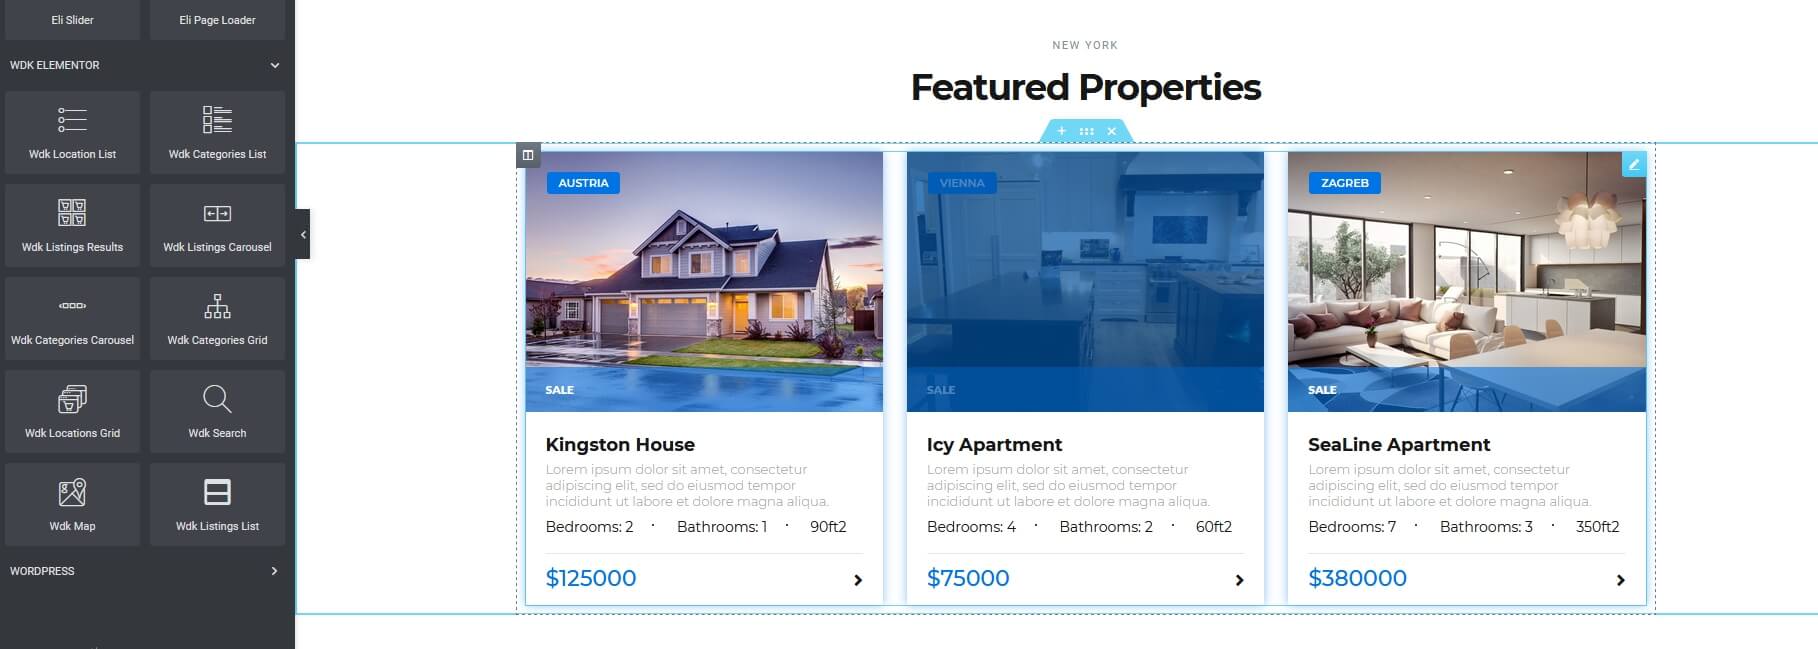 Eli Slider
Eli Page Loader
WDK ELEMENTOR
Wdk Location List
Wdk Categories List
Wdk Listings Results
Wdk Listings Carousel
Wdk Categories Carousel
Wdk Categories Grid
Wdk Locations Grid
Wdk Search
Wdk Map
Wdk Listings List
WORDPRESS
NEW YORK
Featured Properties
AUSTRIA
SALE
Kingston House
Lorem ipsum dolor sit amet, consectetur
adipiscing elit, sed do eiusmod tempor
incididunt ut labore et dolore magna aliqua.
Bedrooms: 2 · Bathrooms: 1 · 90ft2
$125000
VIENNA
SALE
Icy Apartment
Lorem ipsum dolor sit amet, consectetur
adipiscing elit, sed do eiusmod tempor
incididunt ut labore et dolore magna aliqua.
Bedrooms: 4 · Bathrooms: 2 · 60ft2
$75000
ZAGREB
SALE
SeaLine Apartment
Lorem ipsum dolor sit amet, consectetur
adipiscing elit, sed do eiusmod tempor
incididunt ut labore et dolore magna aliqua.
Bedrooms: 7 · Bathrooms: 3 · 350ft2
$380000